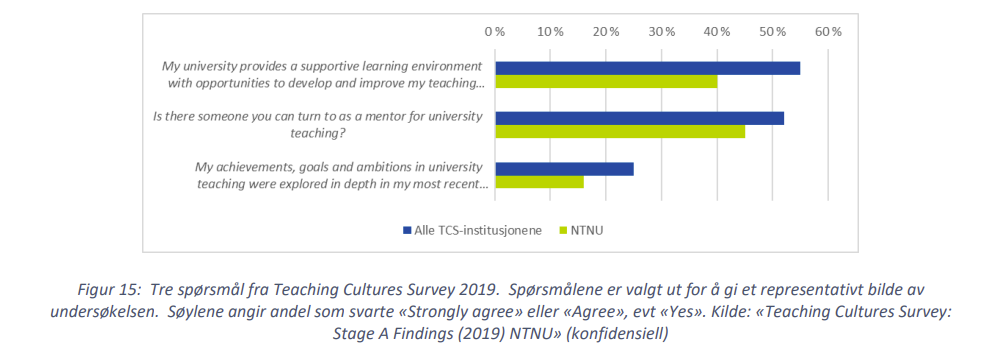 0 % 10 % 20 % 30 % 40 % 50 % 60 %
My university provides a supportive learning environment
with opportunities to develop and improve my teaching...
Is there someone you can turn to as a mentor for university
teaching?
My achievements, goals and ambitions in university
teaching were explored in depth in my most recent...
Alle TCS-institusjonene NTNU
Figur 15: Tre spørsmål fra Teaching Cultures Survey 2019. Spørsmålene er valgt ut for å gi et representativt bilde av
undersøkelsen. Søylene angir andel som svarte «Strongly agree» eller «Agree», evt «Yes». Kilde: «Teaching Cultures Survey:
Stage A Findings (2019) NTNU» (konfidensiell)